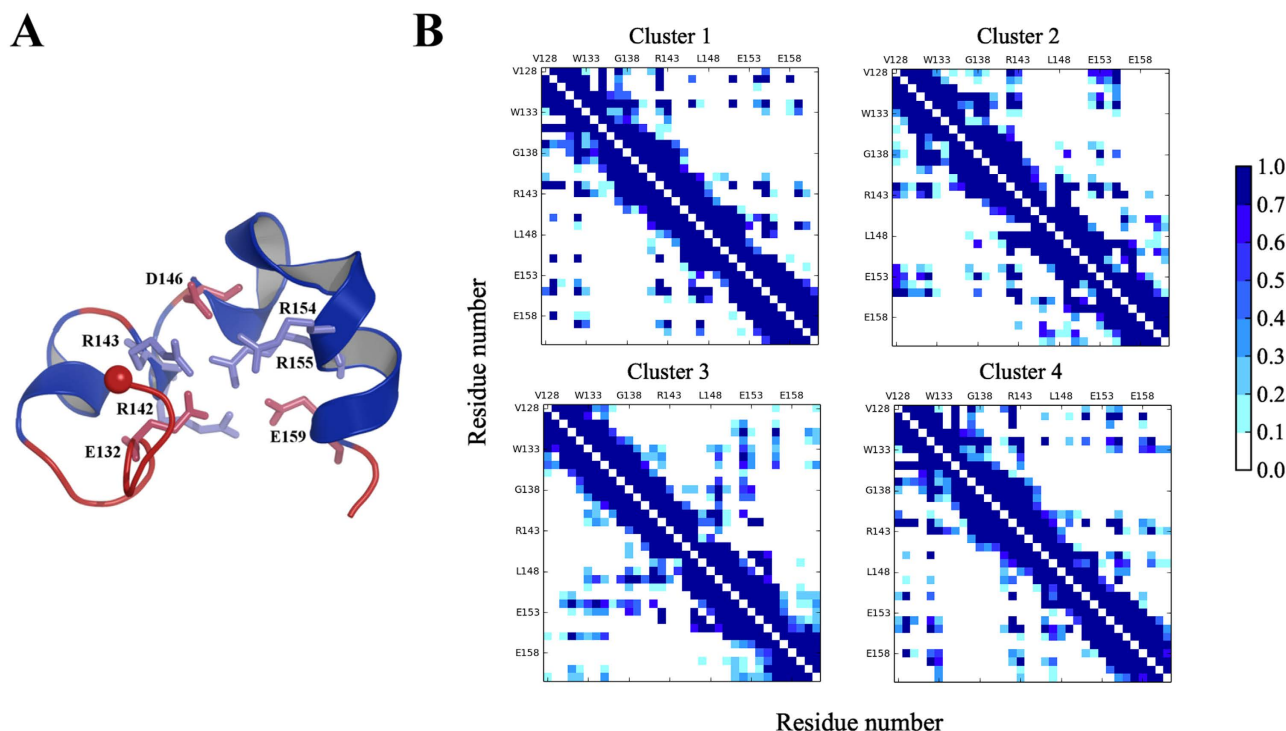 A
B
D146
R154
R143
R155
R142
E132
E159
Cluster 1
V128 W133 G138 R143 L148 E153 E158
V128
W133
G138
R143
L148
E153
E158
Cluster 2
V128 W133 G138 R143 L148 E153 E158
V128
W133
G138
R143
L148
E153
E158
Cluster 3
V128 W133 G138 R143 L148 E153 E158
V128
W133
G138
R143
L148
E153
E158
Cluster 4
V128 W133 G138 R143 L148 E153 E158
V128
W133
G138
R143
L148
E153
E158
Residue number
Residue number
1.0
0.7
0.6
0.5
0.4
0.3
0.2
0.1
0.0